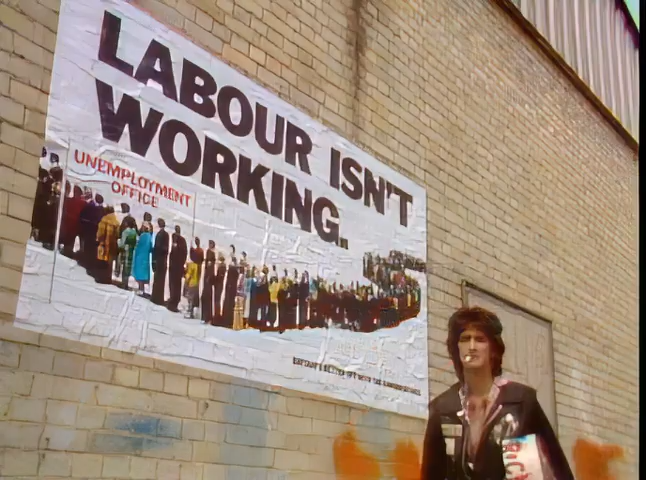 LABOUR ISN'T
WORKING.
UNEMPLOYMENT
OFFICE
BRITAIN'S BETTER OFF WITH THE CONSERVATIVES.